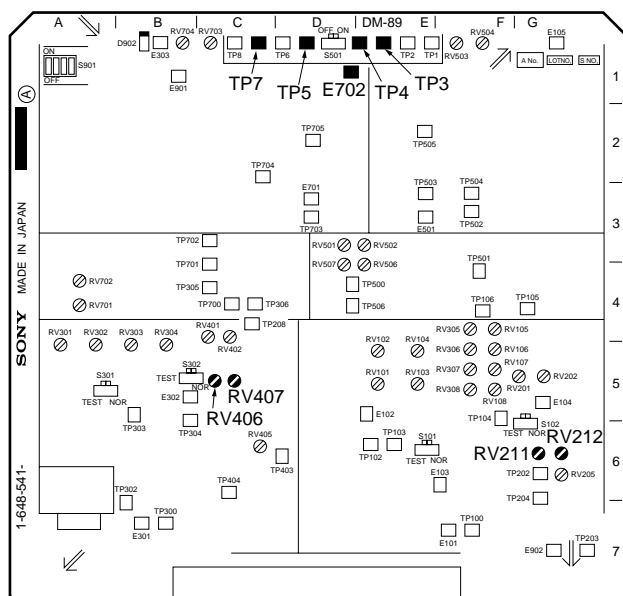 A B C D DM-89 E F G
D902 E303 RV704 RV703 TP8 TP6 OFF ON S501 TP2 TP1 RV503 RV504 E105
ON S901 OFF
E901 TP7 TP5 E702 TP4 TP3 A No. LOTNO. S NO. 1
A
TP705 TP505 2
TP704 E701 TP503 TP504
TP703 E501 TP502 3
TP702 RV501 RV502
TP701 RV507 RV506 TP501
RV702 TP305 TP500
RV701 TP700 TP306 TP506 TP106 TP105 4
TP208
RV301 RV302 RV303 RV304 RV401 RV402 RV102 RV104 RV305 RV105
RV306 RV106
S301 S302 RV101 RV103 RV307 RV107 RV202 5
TEST NOR TEST NOR RV407 RV308 RV201
E302 RV406 RV108 E104
TP303 TP304 E102 TP104 S102
TEST NOR
RV405 TP403 TP102 TP103 S101 RV211 RV212
TEST NOR 6
TP404 E103 TP202 RV205
TP302 TP204
E301 TP300 E101 TP100
E902 TP203 7
SONY MADE IN JAPAN
1-648-541-